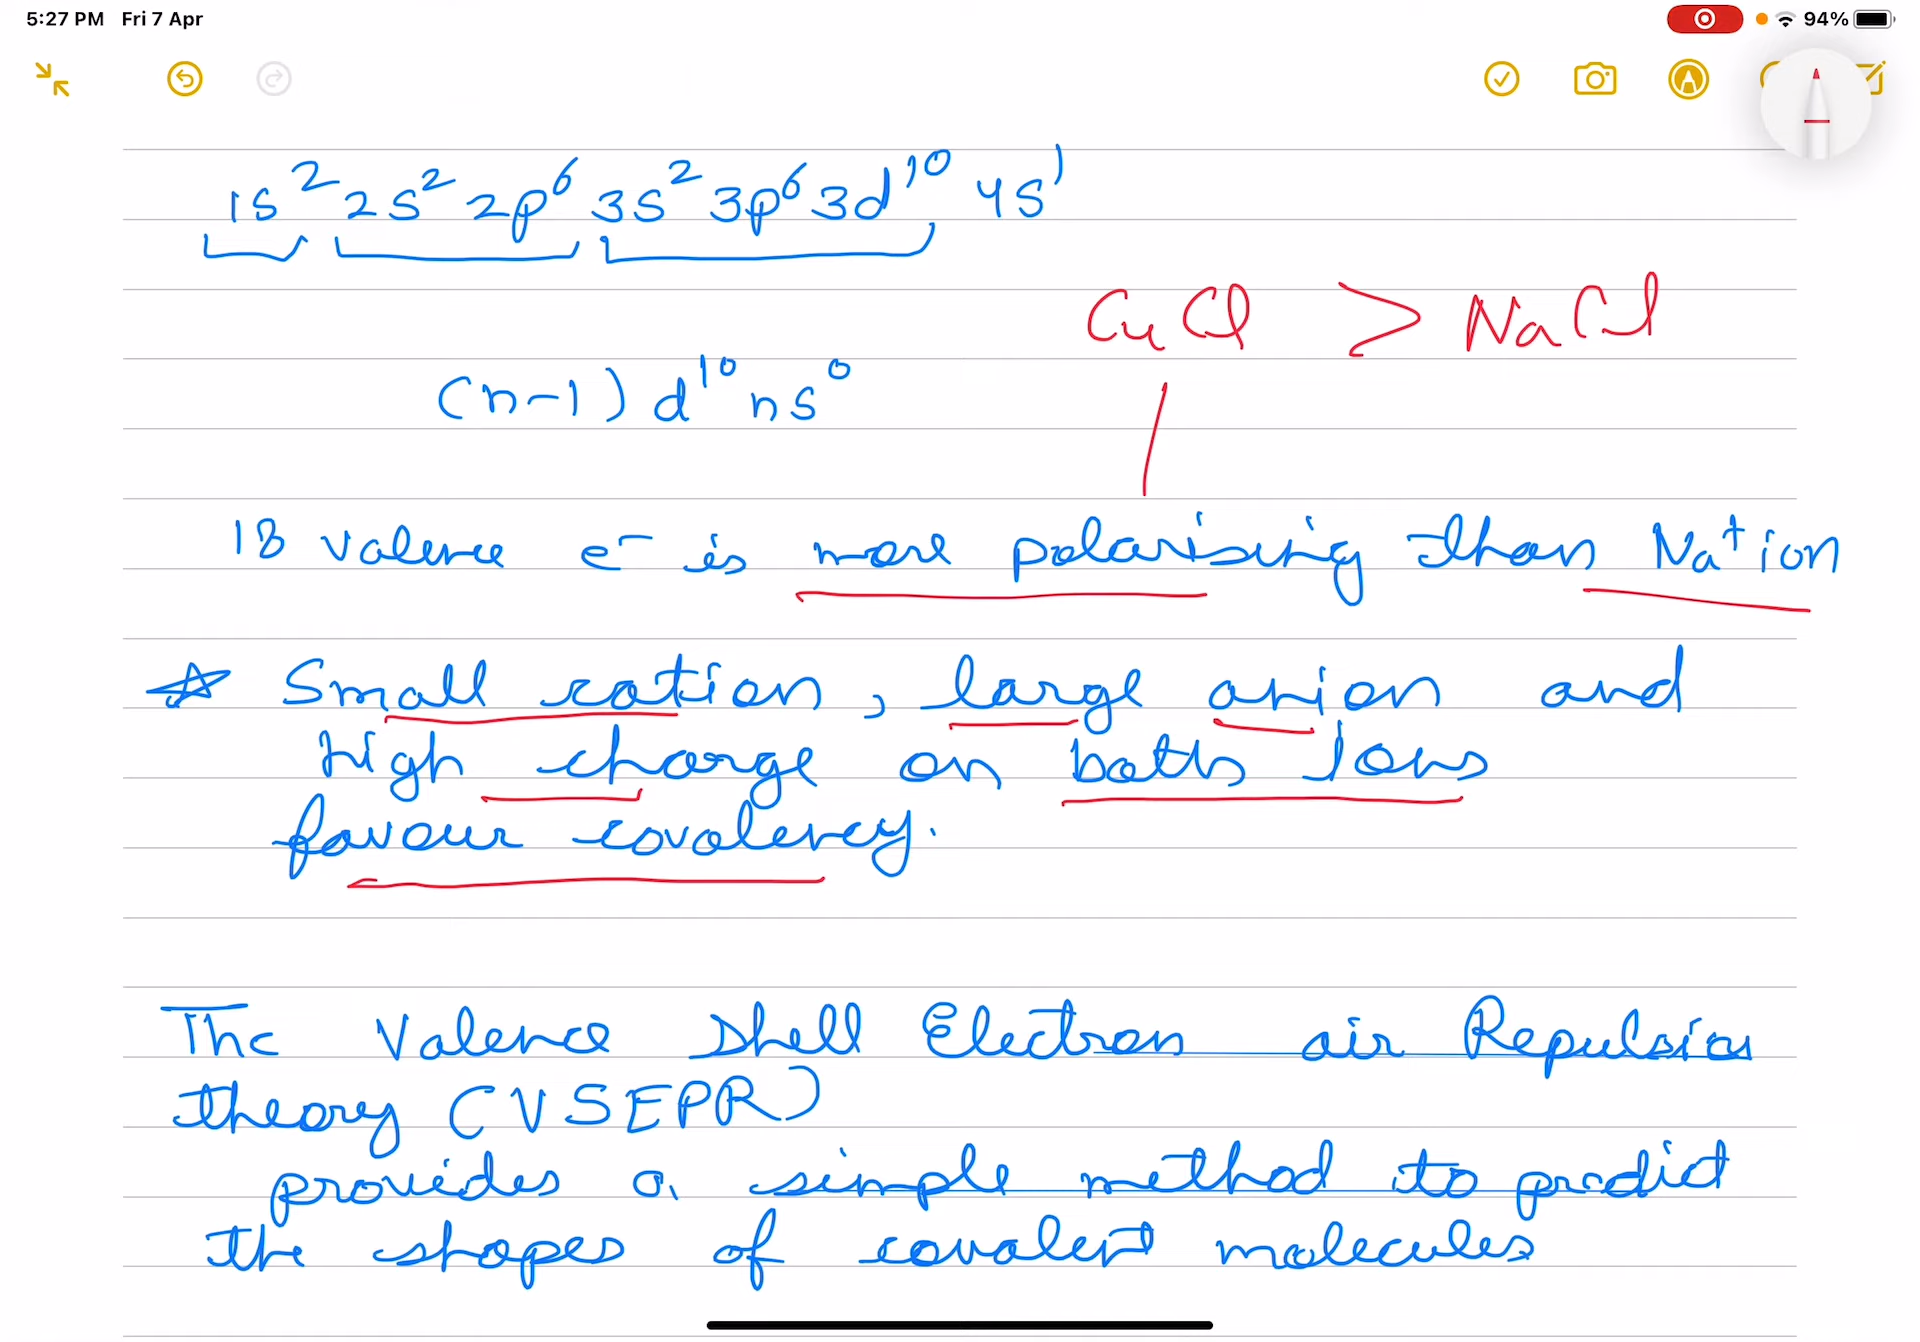 5:27 PM Fri 7 Apr 94%
1s² 2s² 2p⁶ 3s² 3p⁶ 3d¹⁰ 4s¹
CuCl > NaCl
(n-1) d¹⁰ ns⁰
18 valence e⁻ is more polarising than Na⁺ ion
☆ Small cation, large anion and
high charge on both ions
favour covalency.
The Valence Shell Electron air Repulsion
theory (VSEPR)
provides a simple method to predict
the shapes of covalent molecules